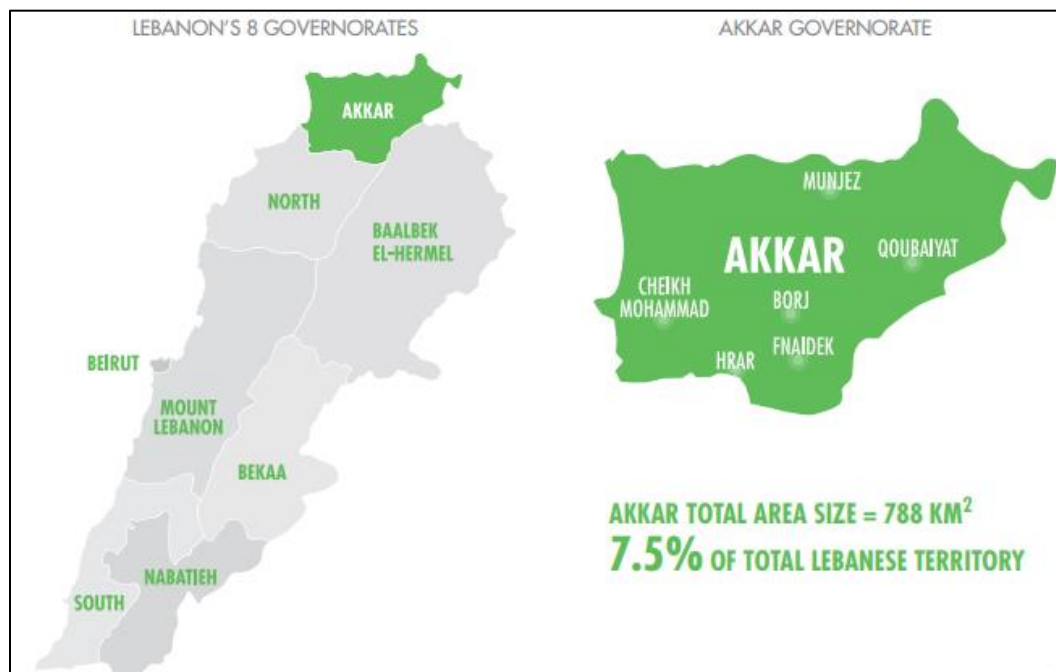 LEBANON'S 8 GOVERNORATES
AKKAR
NORTH
BAALBEK
EL-HERMEL
BEIRUT
MOUNT
LEBANON
BEKAA
NABATIEH
SOUTH
AKKAR GOVERNORATE
MUNJEZ
AKKAR
QOUBAIYAT
CHEIKH
MOHAMMAD
BORJ
FNAIDEK
HRAR
AKKAR TOTAL AREA SIZE = 788 KM²
7.5% OF TOTAL LEBANESE TERRITORY